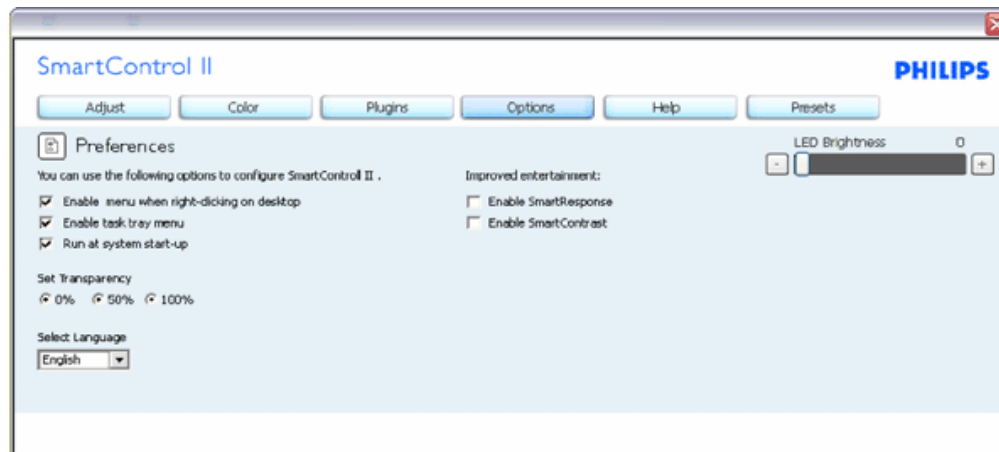 SmartControl II
PHILIPS
Adjust
Color
Plugins
Options
Help
Presets
Preferences
LED Brightness 0
- +
You can use the following options to configure SmartControl II .
Improved entertainment:
Enable menu when right-clicking on desktop
Enable SmartResponse
Enable task tray menu
Enable SmartContrast
Run at system start-up
Set Transparency
0% 50% 100%
Select Language
English